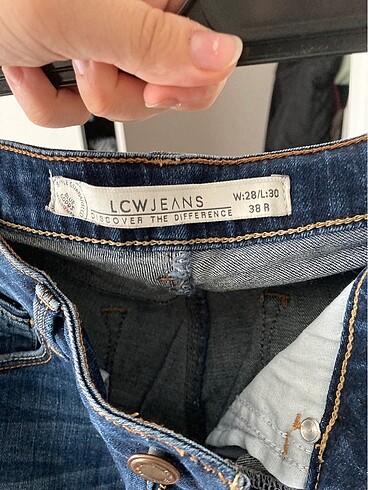 LCWJEANS
DISCOVER THE DIFFERENCE
W:28/L:30
38 R